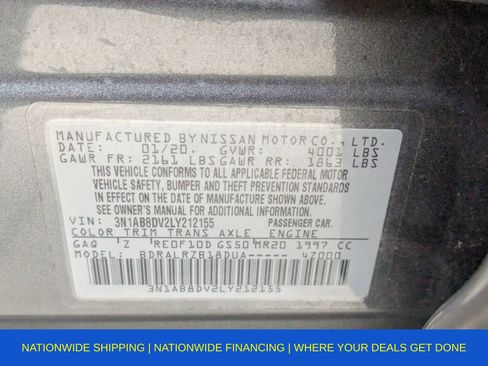 MANUFACTURED BY NISSAN MOTOR CO., LTD.
DATE: 01/20. GVWR: 4001 LBS
GAWR FR: 2161 LBS GAWR RR: 1863 LBS
THIS VEHICLE CONFORMS TO ALL APPLICABLE FEDERAL MOTOR
VEHICLE SAFETY, BUMPER AND THEFT PREVENTION STANDARDS
IN EFFECT ON THE DATE OF MANUFACTURE SHOWN ABOVE.
SEE OWNER'S MANUAL FOR ADDITIONAL INFORMATION.
VIN: 3N1AB8DV2LY212155 PASSENGER CAR.
COLOR TRIM TRANS AXLE ENGINE
GAQ Z RE0F10D GS50 MR20 1997 CC
MODEL: BDRALRZB18DUA----- 4Z000
3N1AB8DV2LY212155
NATIONWIDE SHIPPING | NATIONWIDE FINANCING | WHERE YOUR DEALS GET DONE